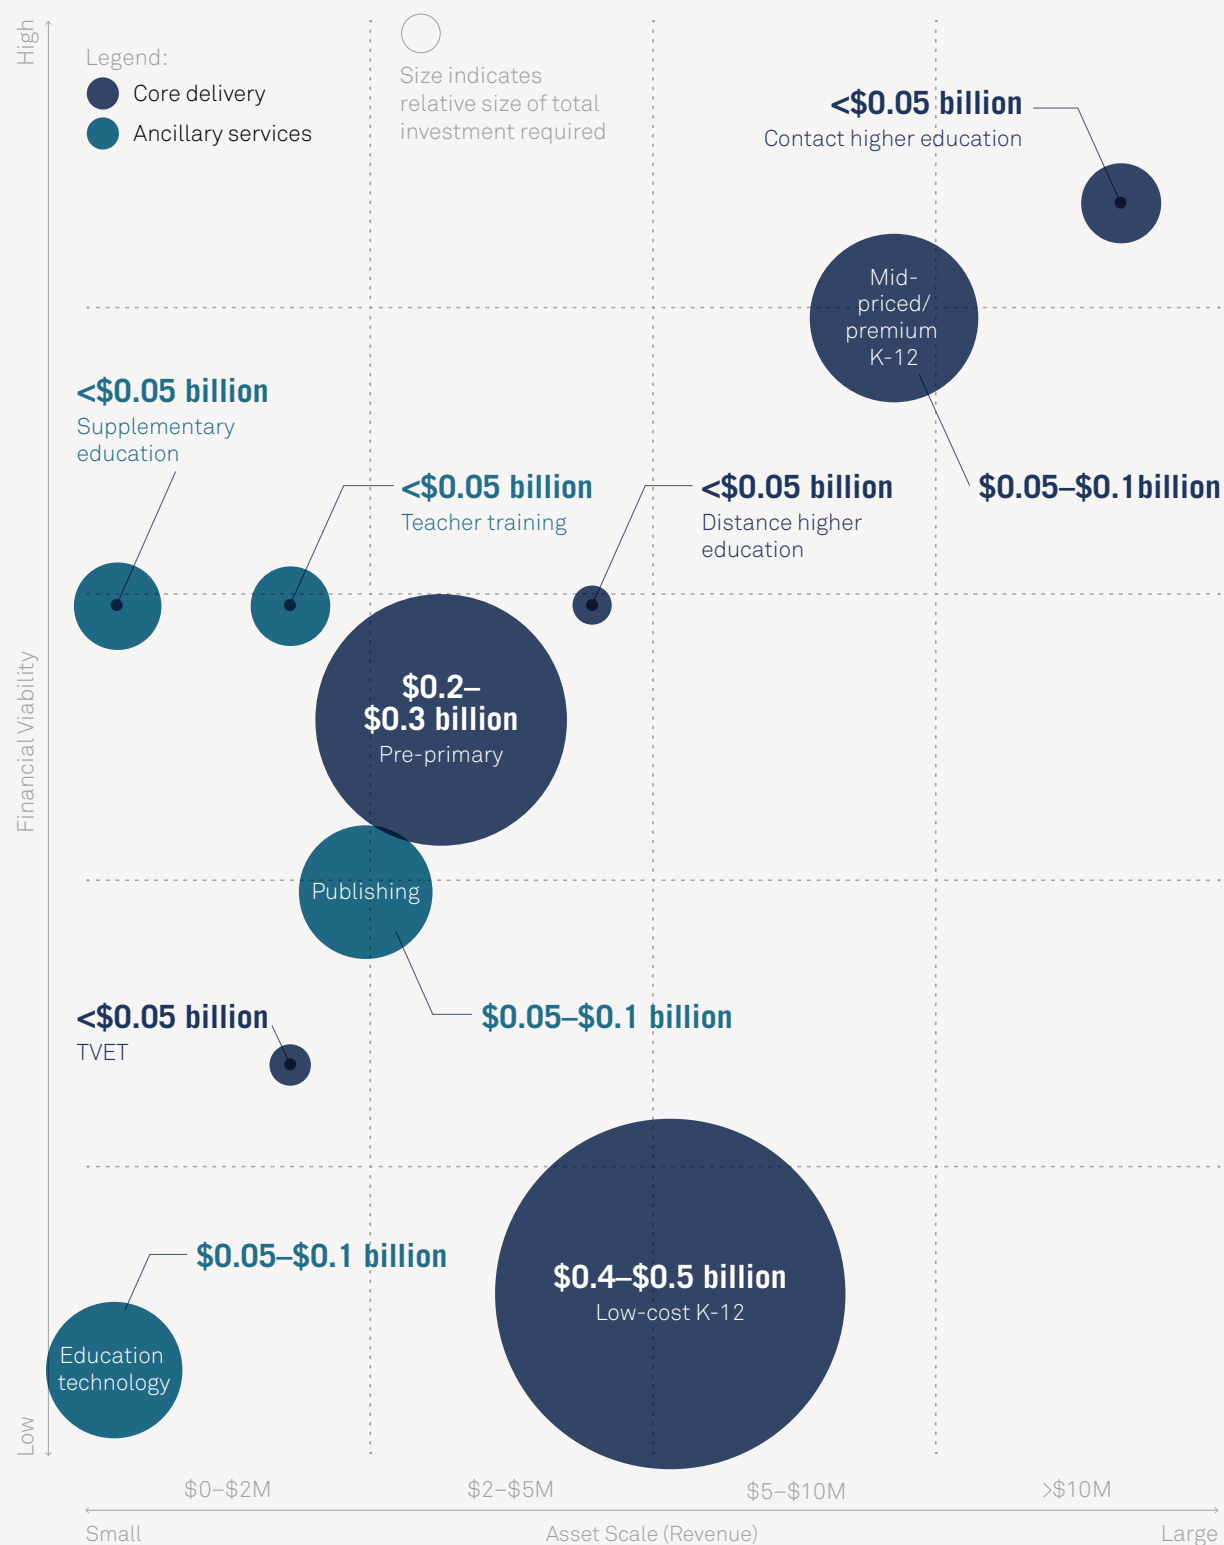 High
Legend:
Core delivery
Ancillary services
Size indicates
relative size of total
investment required
<$0.05 billion
Contact higher education
Mid-
priced/
premium
K-12
$0.05–$0.1billion
<$0.05 billion
Supplementary
education
<$0.05 billion
Teacher training
<$0.05 billion
Distance higher
education
Financial Viability
$0.2–
$0.3 billion
Pre-primary
Publishing
$0.05–$0.1 billion
<$0.05 billion
TVET
$0.05–$0.1 billion
Education
technology
$0.4–$0.5 billion
Low-cost K-12
Low
$0–$2M
$2–$5M
$5–$10M
>$10M
Small
Asset Scale (Revenue)
Large